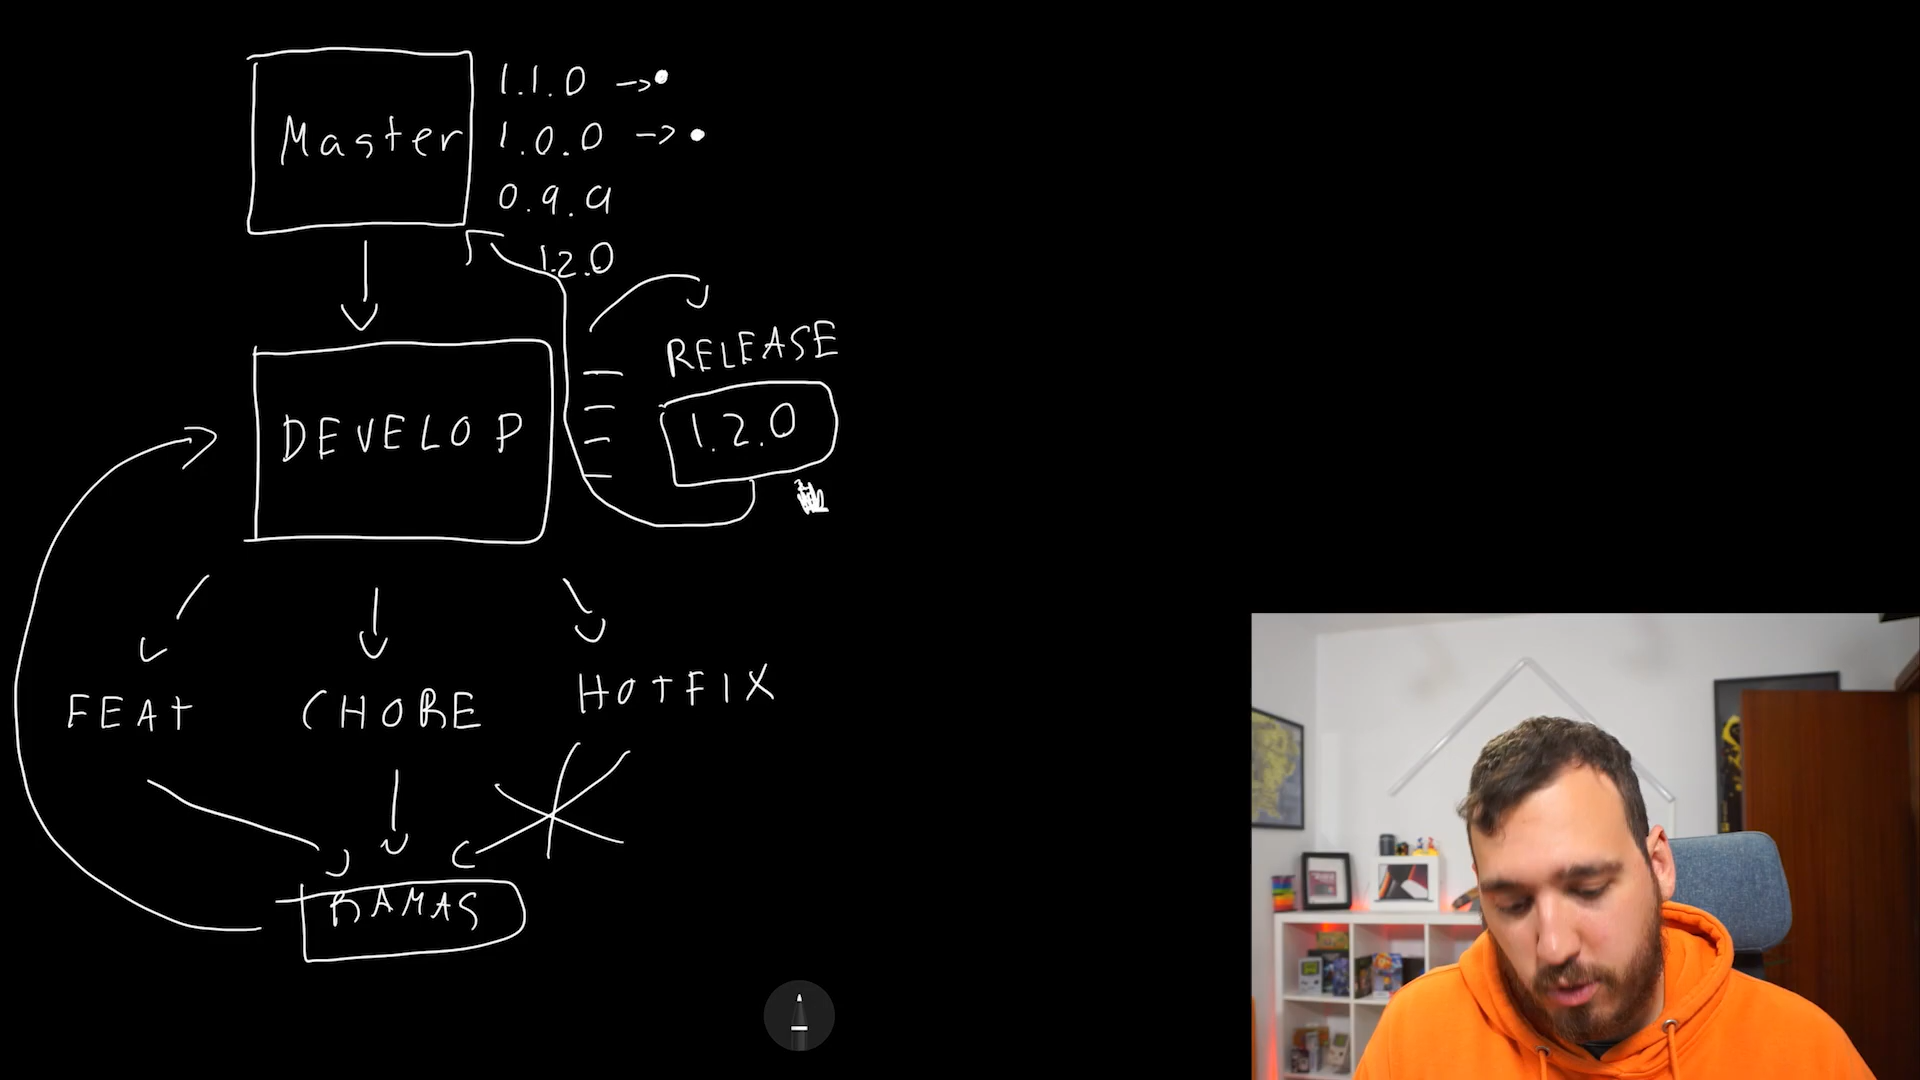 Master
1.1.0 ->•
1.0.0 -> •
0.9.9
1.2.0
RELEASE
1.2.0
DEVELOP
FEAT
CHORE
HOTFIX
RAMAS